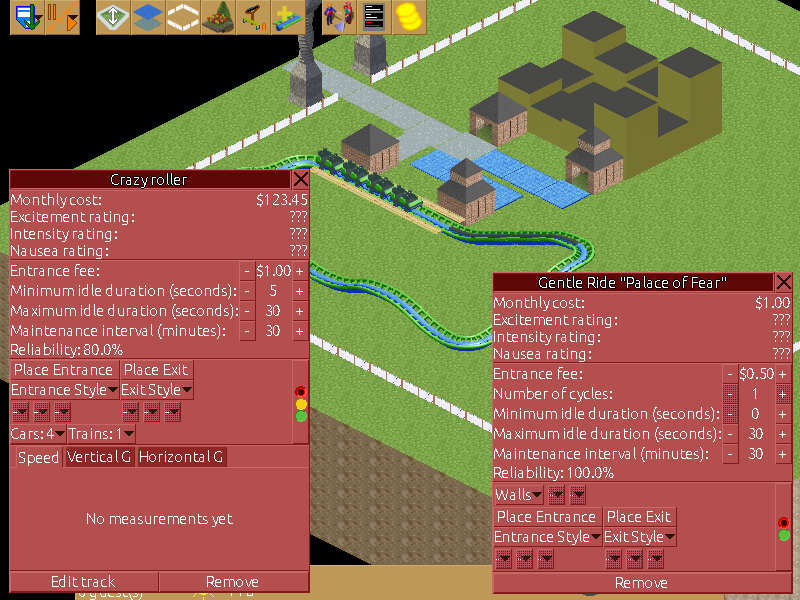 Crazy roller
Monthly cost: $123.45
Excitement rating: ???
Intensity rating: ???
Nausea rating: ???
Entrance fee: - $1.00 +
Minimum idle duration (seconds): - 5 +
Maximum idle duration (seconds): - 30 +
Maintenance interval (minutes): - 30 +
Reliability: 80.0%
Place Entrance Place Exit
Entrance Style Exit Style
Cars: 4 Trains: 1
Speed Vertical G Horizontal G
No measurements yet
Edit track Remove
Gentle Ride "Palace of Fear"
Monthly cost: $1.00
Excitement rating: ???
Intensity rating: ???
Nausea rating: ???
Entrance fee: - $0.50 +
Number of cycles: - 1 +
Minimum idle duration (seconds): - 0 +
Maximum idle duration (seconds): - 30 +
Maintenance interval (minutes): - 30 +
Reliability: 100.0%
Walls
Place Entrance Place Exit
Entrance Style Exit Style
Remove
guest(s)